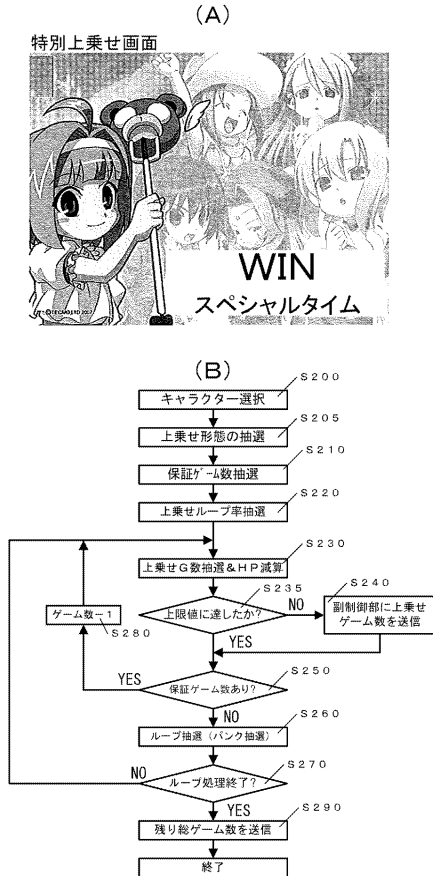 (A)
特別上乗せ画面
WIN
スペシャルタイム
(B)
S200
キャラクター選択
S205
上乗せ形態の抽選
S210
保証ゲーム数抽選
S220
上乗せループ率抽選
S230
上乗せG数抽選&HP減算
S235
上限値に達したか?
NO
S240
副制御部に上乗せ
ゲーム数を送信
YES
ゲーム数-1
S280
S250
保証ゲーム数あり?
YES
NO
S260
ループ抽選(バンク抽選)
S270
ループ処理終了?
NO
YES
S290
残り総ゲーム数を送信
終了